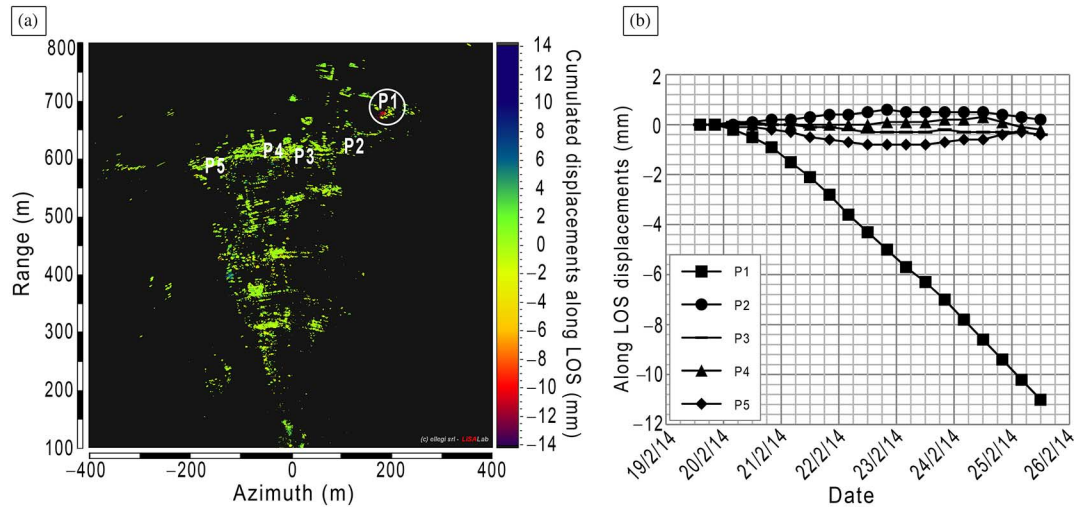 (a)
800
700
600
500
400
300
200
100
Range (m)
−400
−200
0
200
400
Azimuth (m)
P1
P2
P3
P4
P5
(c) ellegi srl - LiSALab
14
12
10
8
6
4
2
0
−2
−4
−6
−8
−10
−12
−14
Cumulated displacements along LOS (mm)
(b)
2
0
−2
−4
−6
−8
−10
−12
Along LOS displacements (mm)
P1
P2
P3
P4
P5
19/2/14
20/2/14
21/2/14
22/2/14
23/2/14
24/2/14
25/2/14
26/2/14
Date